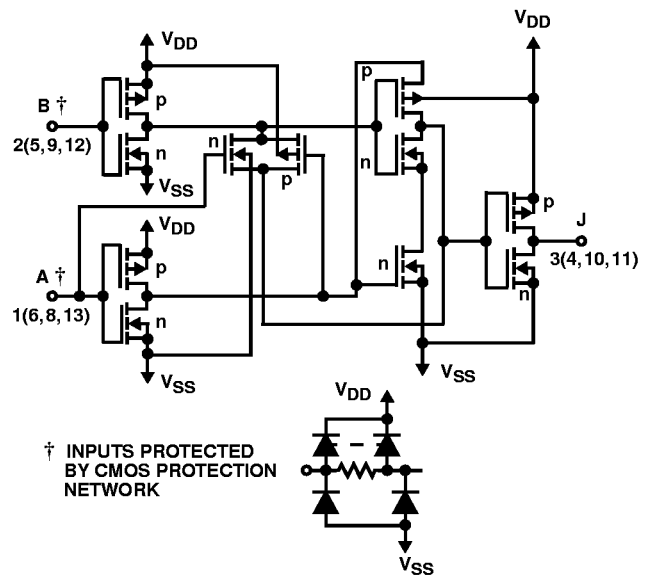 VDD
VDD
B †
p
p
2(5,9,12)
n
n
n
VSS
p
VDD
p
J
A †
p
n
3(4,10,11)
n
n
1(6,8,13)
VSS
VSS
VDD
† INPUTS PROTECTED
BY CMOS PROTECTION
NETWORK
VSS